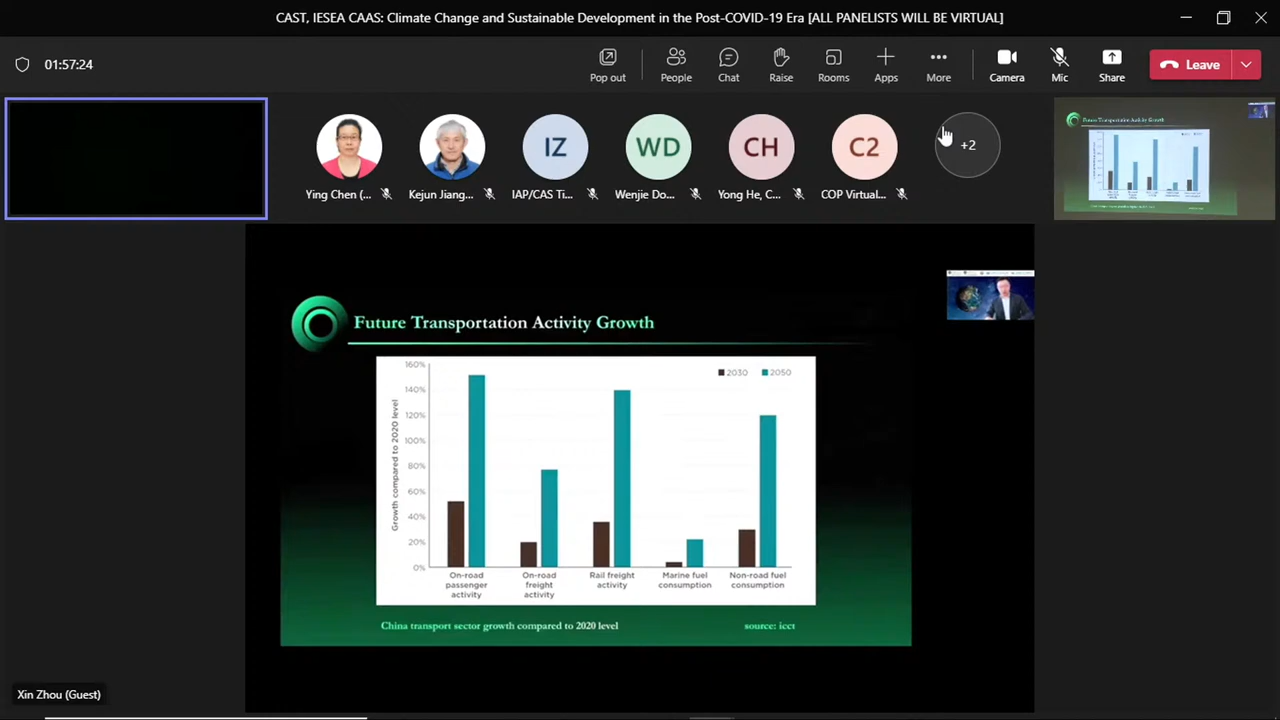 CAST, IESEA CAAS: Climate Change and Sustainable Development in the Post-COVID-19 Era [ALL PANELISTS WILL BE VIRTUAL]
01:57:24
Pop out
People
Chat
Raise
Rooms
Apps
More
Camera
Mic
Share
Leave
IZ
WD
CH
C2
+2
Ying Chen (...
Kejun Jiang...
IAP/CAS Ti...
Wenjie Do...
Yong He, C...
COP Virtual...
Future Transportation Activity Growth
Future Transportation Activity Growth
160%
140%
120%
100%
80%
60%
40%
20%
0%
Growth compared to 2020 level
2030
2050
On-road passenger activity
On-road freight activity
Rail freight activity
Marine fuel consumption
Non-road fuel consumption
China transport sector growth compared to 2020 level
source: icct
Xin Zhou (Guest)